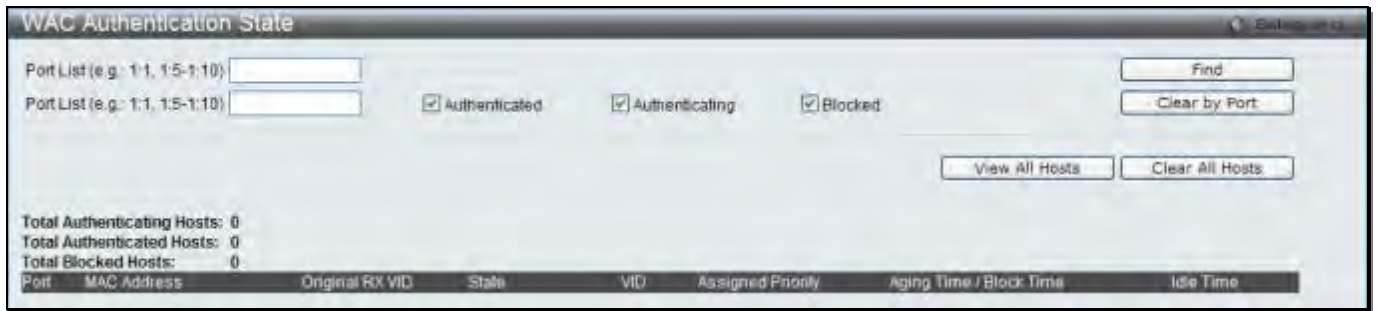 WAC Authentication State
Port List (e.g.: 1:1, 1:5-1:10) Find
Port List (e.g.: 1:1, 1:5-1:10) Authenticated Authenticating Blocked Clear by Port
View All Hosts Clear All Hosts
Total Authenticating Hosts: 0
Total Authenticated Hosts: 0
Total Blocked Hosts: 0
Port MAC Address Original RX VID State VID Assigned Priority Aging Time / Block Time Idle Time